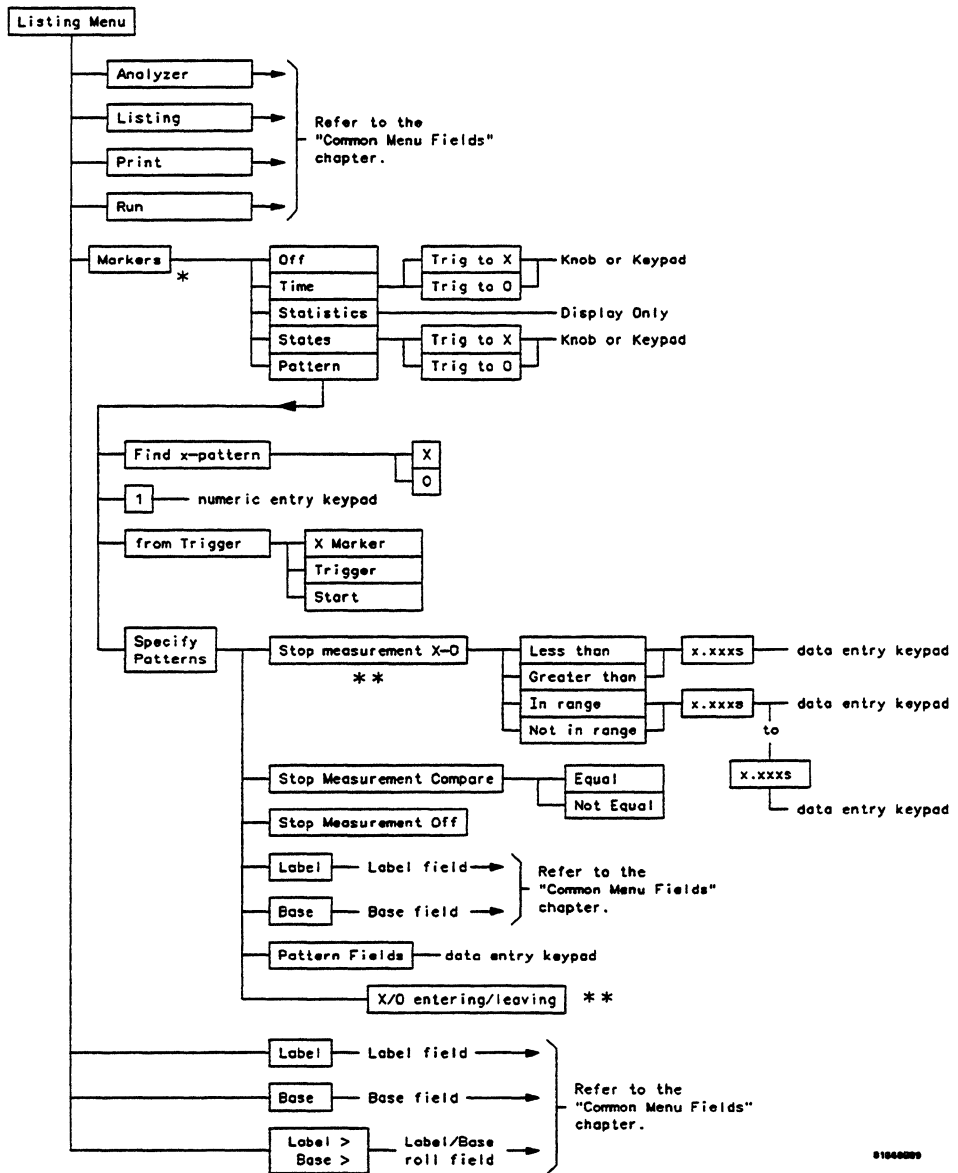 Listing Menu
Analyzer
Listing
Print
Run
Refer to the
"Common Menu Fields"
chapter.
Markers
*
Off
Time
Statistics
States
Pattern
Trig to X
Trig to O
Knob or Keypad
Display Only
Trig to X
Trig to O
Knob or Keypad
Find x-pattern
X
O
1
numeric entry keypad
from Trigger
X Marker
Trigger
Start
Specify
Patterns
Stop measurement X-O
**
Less than
Greater than
In range
Not in range
x.xxxs
data entry keypad
x.xxxs
data entry keypad
to
x.xxxs
data entry keypad
Stop Measurement Compare
Equal
Not Equal
Stop Measurement Off
Label
Label field
Base
Base field
Refer to the
"Common Menu Fields"
chapter.
Pattern Fields
data entry keypad
X/O entering/leaving
**
Label
Label field
Base
Base field
Label >
Base >
Label/Base
roll field
Refer to the
"Common Menu Fields"
chapter.